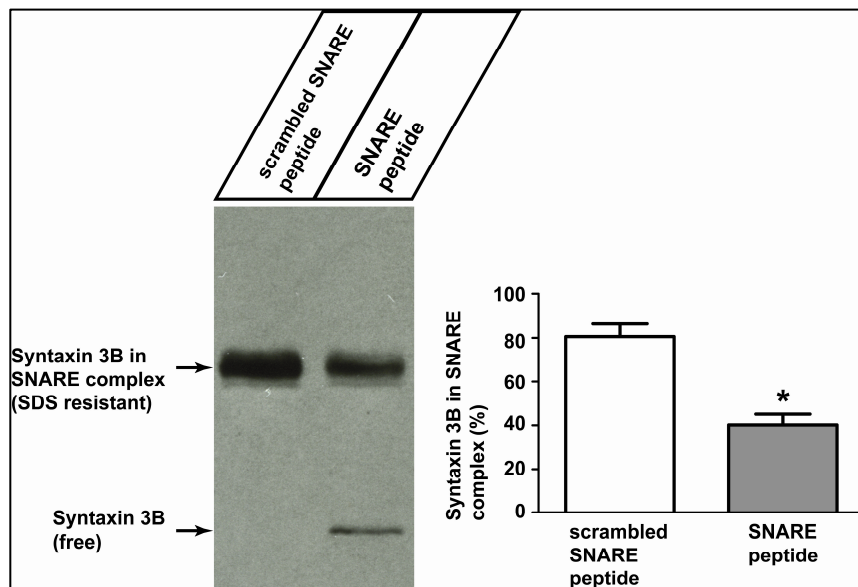 scrambled SNARE
peptide
SNARE
peptide
Syntaxin 3B in
SNARE complex
(SDS resistant)
Syntaxin 3B
(free)
Syntaxin 3B in SNARE
complex (%)
100
80
60
40
20
0
*
scrambled
SNARE
peptide
SNARE
peptide